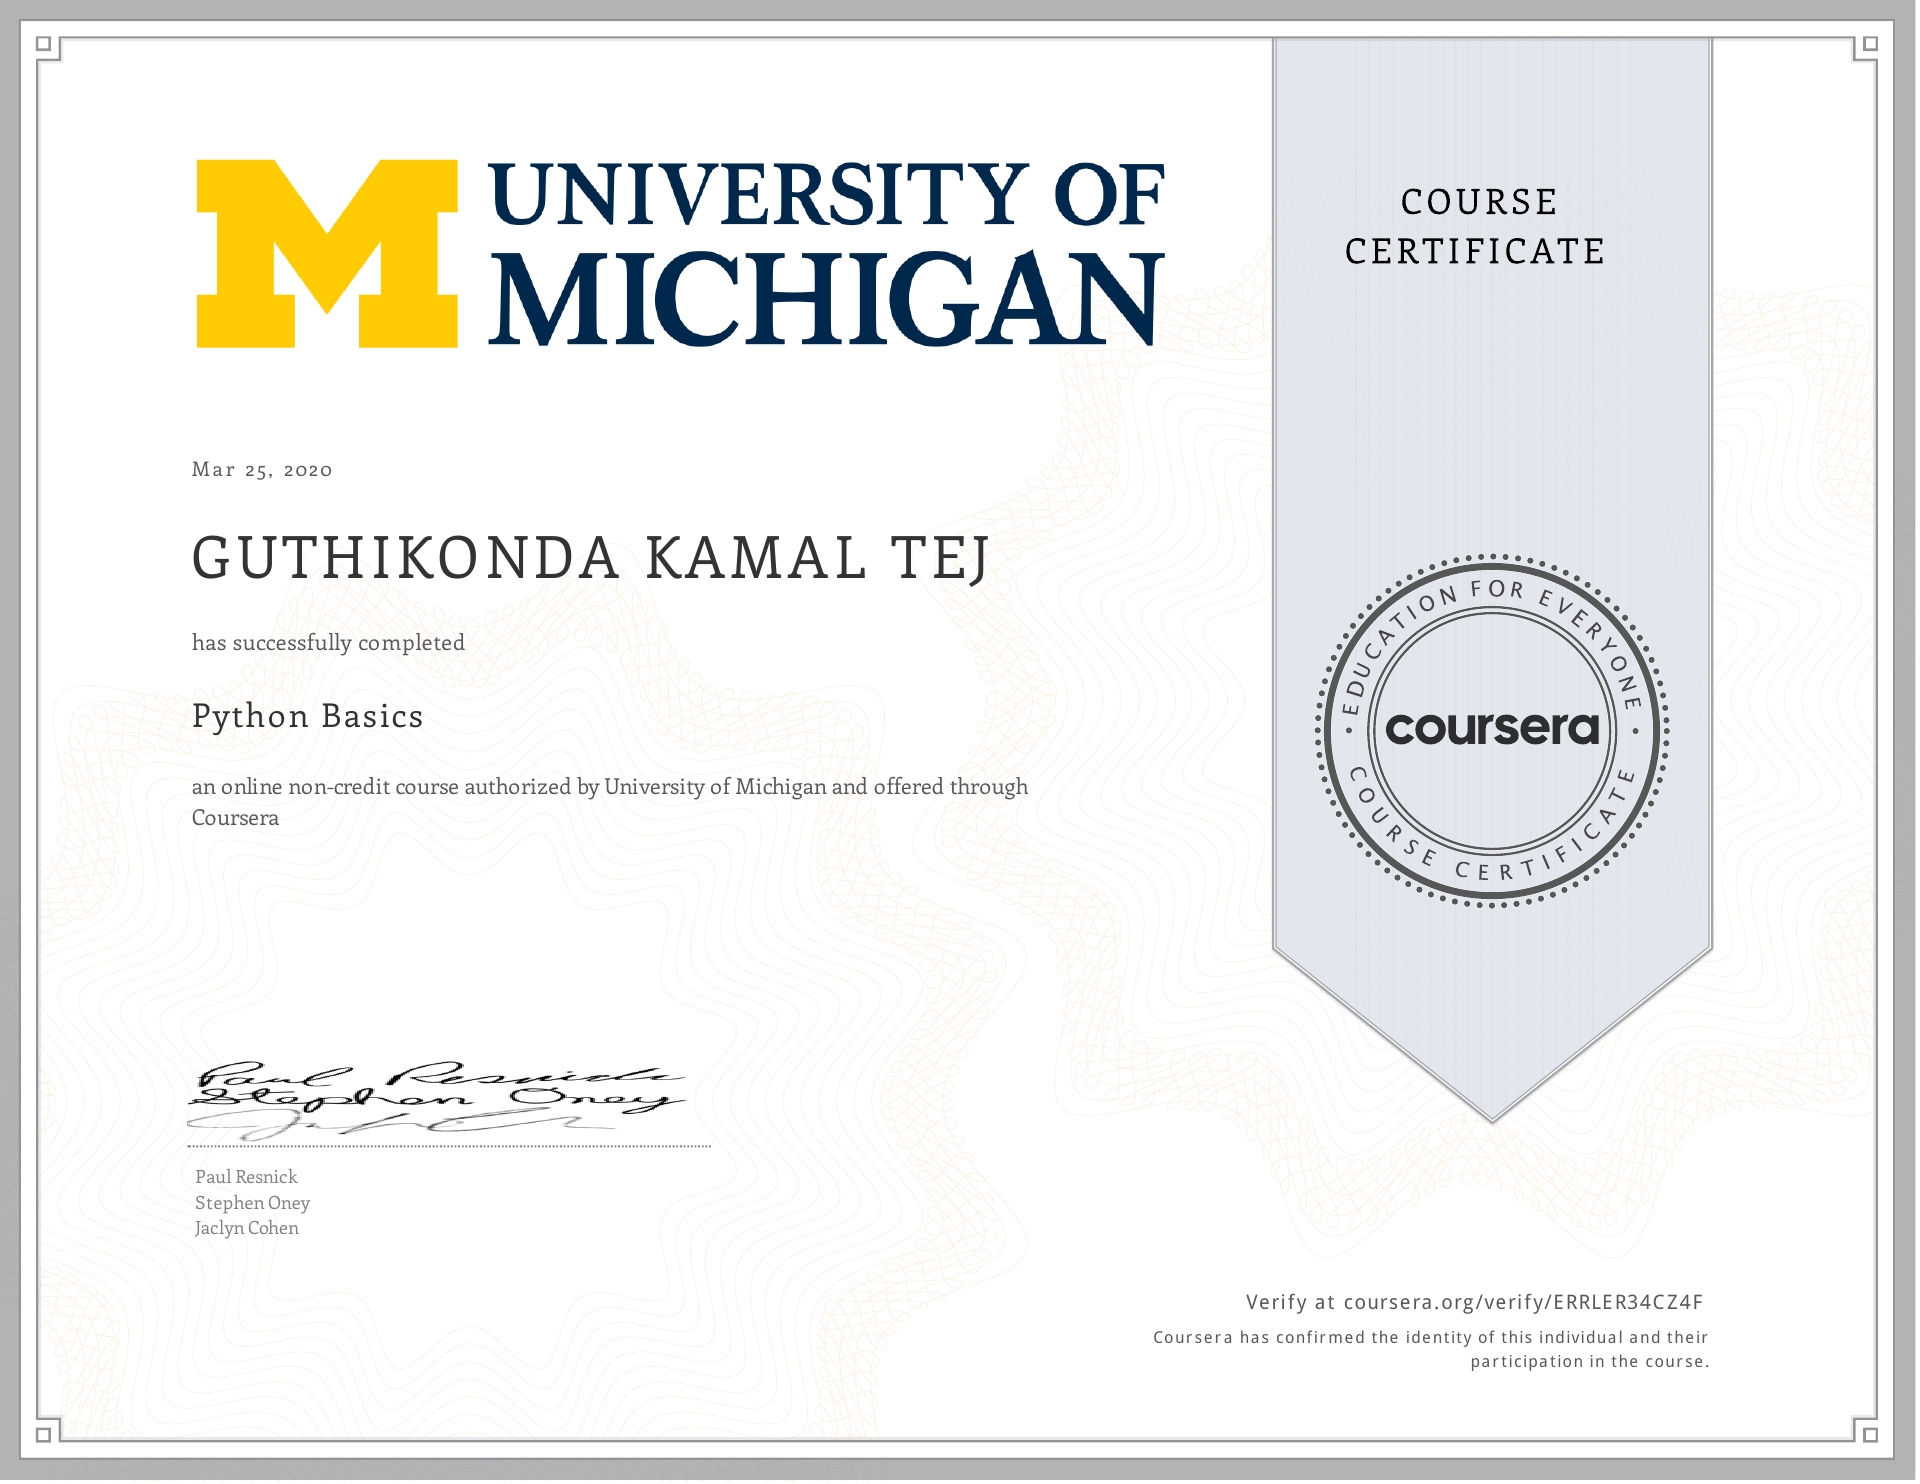 UNIVERSITY OF
MICHIGAN
COURSE
CERTIFICATE
Mar 25, 2020
GUTHIKONDA KAMAL TEJ
has successfully completed
Python Basics
an online non-credit course authorized by University of Michigan and offered through
Coursera
EDUCATION FOR EVERYONE
coursera
COURSE CERTIFICATE
Paul Resnick
Stephen Oney
Paul Resnick
Stephen Oney
Jaclyn Cohen
Verify at coursera.org/verify/ERRLER34CZ4F
Coursera has confirmed the identity of this individual and their
participation in the course.